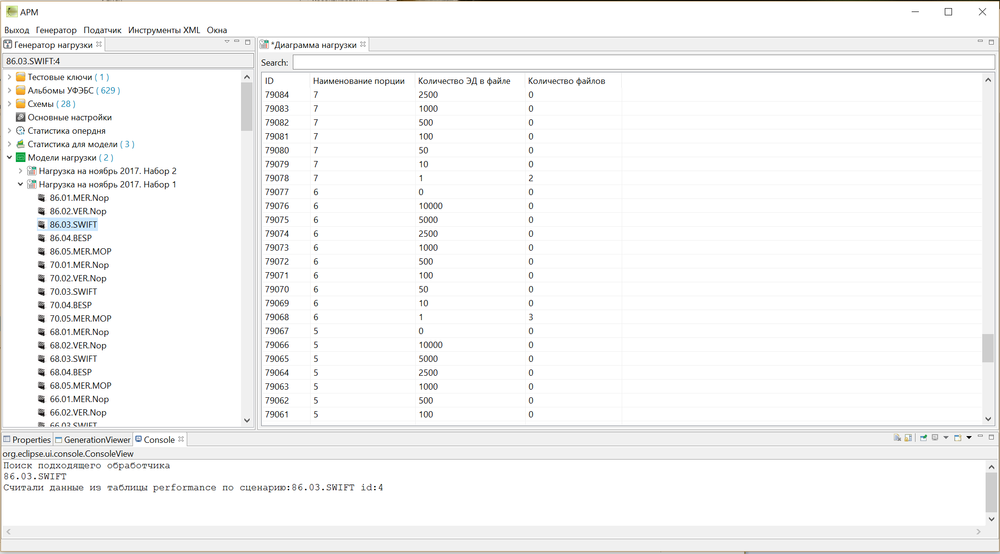 АРМ
Выход Генератор Податчик Инструменты XML Окна
Генератор нагрузки
86.03.SWIFT:4
Тестовые ключи ( 1 )
Альбомы УФЭБС ( 629 )
Схемы ( 28 )
Основные настройки
Статистика опердня
Статистика для модели ( 3 )
Модели нагрузки ( 2 )
Нагрузка на ноябрь 2017. Набор 2
Нагрузка на ноябрь 2017. Набор 1
86.01.MER.Nop
86.02.VER.Nop
86.03.SWIFT
86.04.BESP
86.05.MER.MOP
70.01.MER.Nop
70.02.VER.Nop
70.03.SWIFT
70.04.BESP
70.05.MER.MOP
68.01.MER.Nop
68.02.VER.Nop
68.03.SWIFT
68.04.BESP
68.05.MER.MOP
66.01.MER.Nop
66.02.VER.Nop
66.03.SWIFT
*Диаграмма нагрузки
Search:
ID Наименование порции Количество ЭД в файле Количество файлов
79084 7 2500 0
79083 7 1000 0
79082 7 500 0
79081 7 100 0
79080 7 50 0
79079 7 10 0
79078 7 1 2
79077 6 0 0
79076 6 10000 0
79075 6 5000 0
79074 6 2500 0
79073 6 1000 0
79072 6 500 0
79071 6 100 0
79070 6 50 0
79069 6 10 0
79068 6 1 3
79067 5 0 0
79066 5 10000 0
79065 5 5000 0
79064 5 2500 0
79063 5 1000 0
79062 5 500 0
79061 5 100 0
Properties GenerationViewer Console
org.eclipse.ui.console.ConsoleView
Поиск подходящего обработчика
86.03.SWIFT
Считали данные из таблицы performance по сценарию:86.03.SWIFT id:4